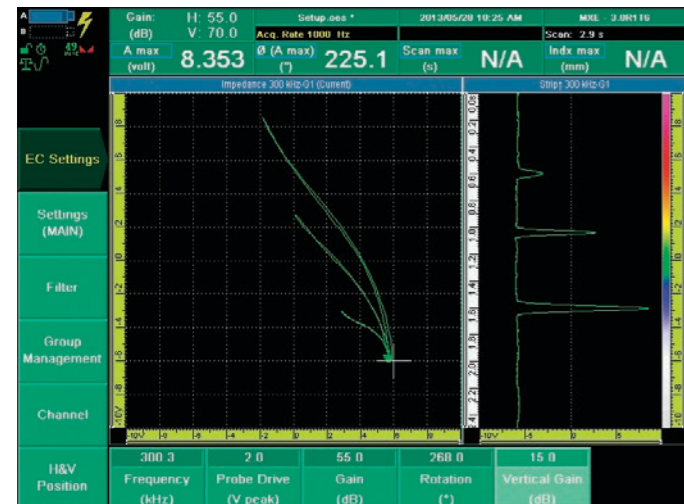 A
B
Gain: H: 55.0 Setup.oes * 2013/05/20 10:25 AM MXE - 3.0R1T6
(dB) V: 70.0 Acq. Rate 1000 Hz Scan: 2.9 s
A max 8.353 Ø (A max) 225.1 Scan max N/A Indx max N/A
(volt) (°) (s) (mm)
Impedance 300 kHz-G1 (Current) Strip† 300 kHz-G1
EC Settings
Settings
(MAIN)
Filter
Group
Management
Channel
H&V
Position
300.3 2.0 55.0 268.0 15.0
Frequency Probe Drive Gain Rotation Vertical Gain
(kHz) (V peak) (dB) (°) (dB)